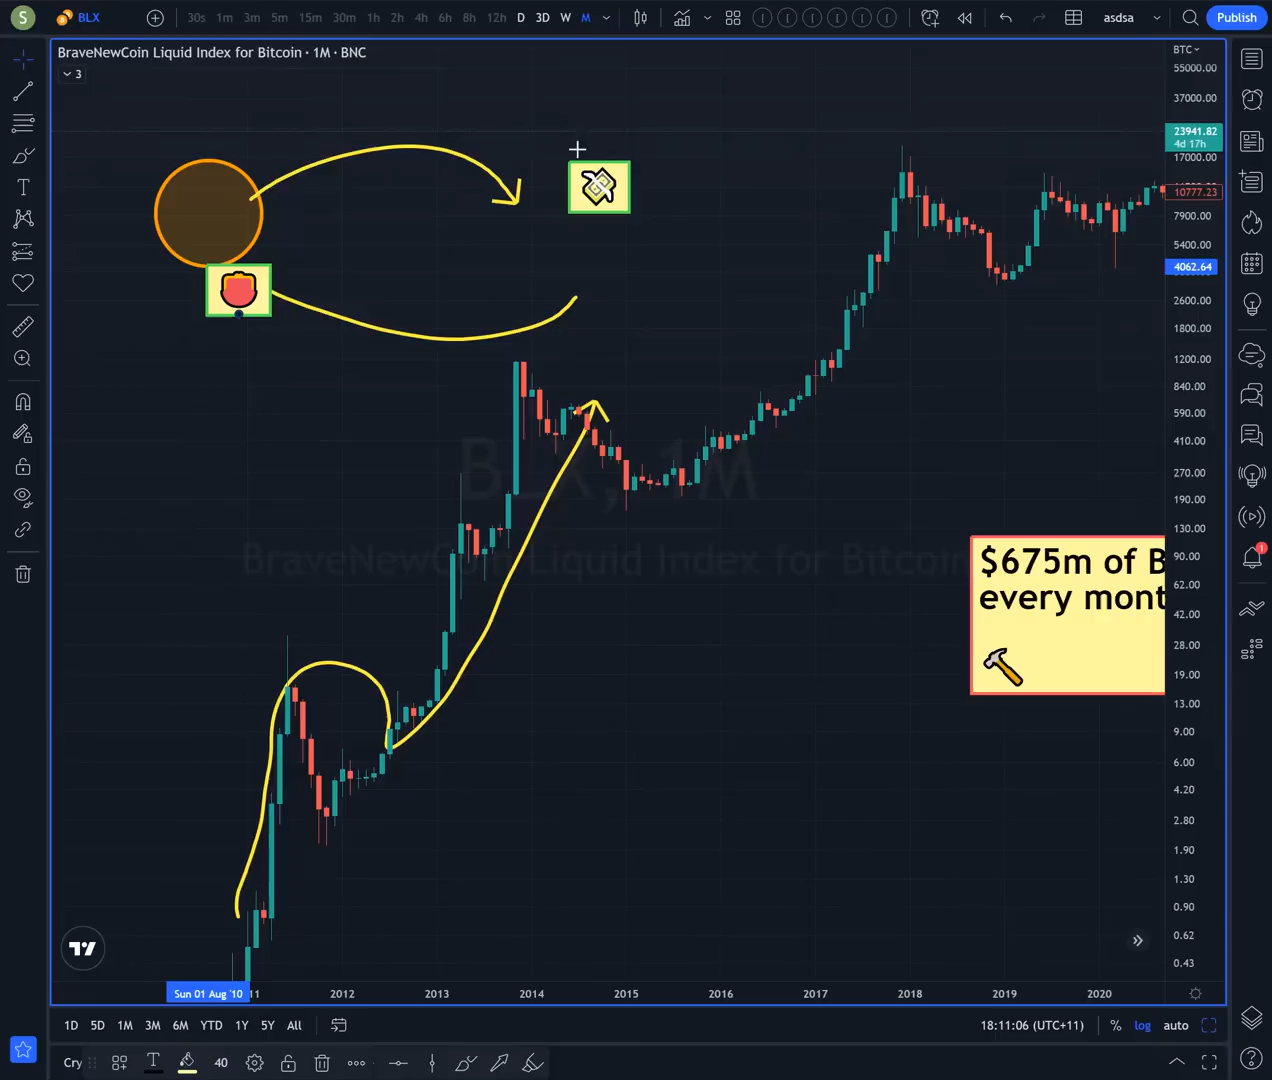 S
BLX
30s 1m 3m 5m 15m 30m 1h 2h 4h 6h 8h 12h D 3D W M
asdsa
Publish
BraveNewCoin Liquid Index for Bitcoin · 1M · BNC
3
BTC
55000.00
37000.00
23941.82
4d 17h
17000.00
10777.23
7900.00
5400.00
4062.64
2600.00
1800.00
1200.00
840.00
590.00
410.00
270.00
190.00
130.00
90.00
62.00
42.00
28.00
19.00
13.00
9.00
6.00
4.20
2.80
1.90
1.30
0.90
0.62
0.43
BLX, 1M
BraveNewCoin Liquid Index for Bitcoin
$675m of B
every mont
1
Sun 01 Aug '10 11 2012 2013 2014 2015 2016 2017 2018 2019 2020
1D 5D 1M 3M 6M YTD 1Y 5Y All
18:11:06 (UTC+11) % log auto
Cry 40